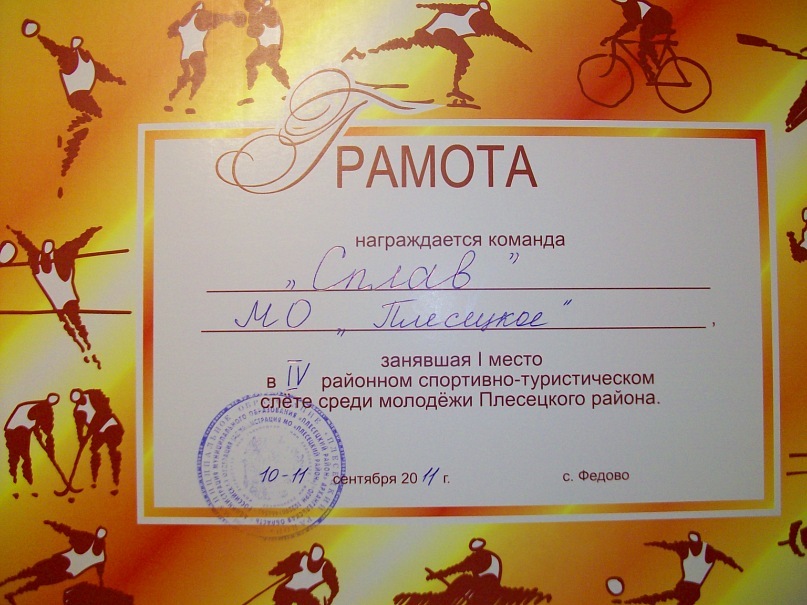 ГРАМОТА
награждается команда
„Сплав”
МО „Плесецкое“,
занявшая I место
в IV районном спортивно-туристическом
слёте среди молодёжи Плесецкого района.
10-11 сентября 2011 г. с. Федово